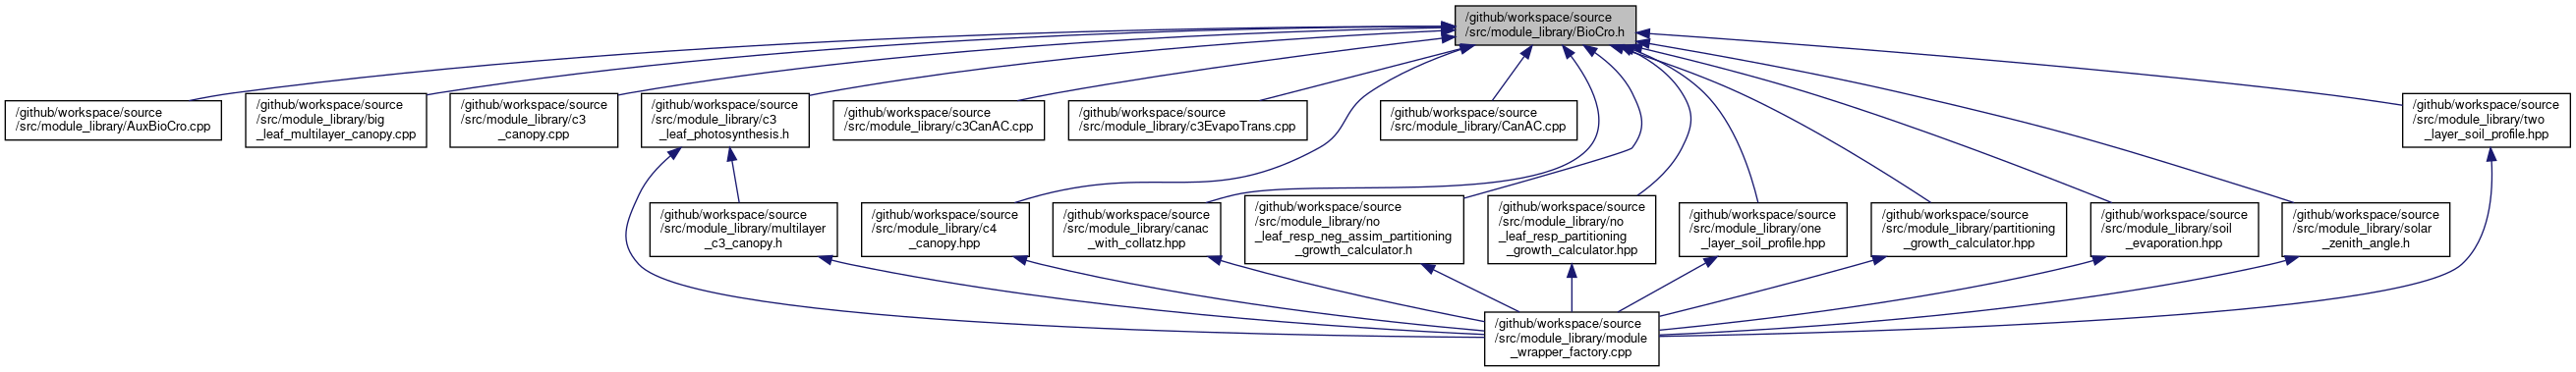 /github/workspace/source
/src/module_library/BioCro.h
/github/workspace/source
/src/module_library/AuxBioCro.cpp
/github/workspace/source
/src/module_library/big
_leaf_multilayer_canopy.cpp
/github/workspace/source
/src/module_library/c3
_canopy.cpp
/github/workspace/source
/src/module_library/c3
_leaf_photosynthesis.h
/github/workspace/source
/src/module_library/c3CanAC.cpp
/github/workspace/source
/src/module_library/c3EvapoTrans.cpp
/github/workspace/source
/src/module_library/CanAC.cpp
/github/workspace/source
/src/module_library/two
_layer_soil_profile.hpp
/github/workspace/source
/src/module_library/multilayer
_c3_canopy.h
/github/workspace/source
/src/module_library/c4
_canopy.hpp
/github/workspace/source
/src/module_library/canac
_with_collatz.hpp
/github/workspace/source
/src/module_library/no
_leaf_resp_neg_assim_partitioning
_growth_calculator.h
/github/workspace/source
/src/module_library/no
_leaf_resp_partitioning
_growth_calculator.hpp
/github/workspace/source
/src/module_library/one
_layer_soil_profile.hpp
/github/workspace/source
/src/module_library/partitioning
_growth_calculator.hpp
/github/workspace/source
/src/module_library/soil
_evaporation.hpp
/github/workspace/source
/src/module_library/solar
_zenith_angle.h
/github/workspace/source
/src/module_library/module
_wrapper_factory.cpp